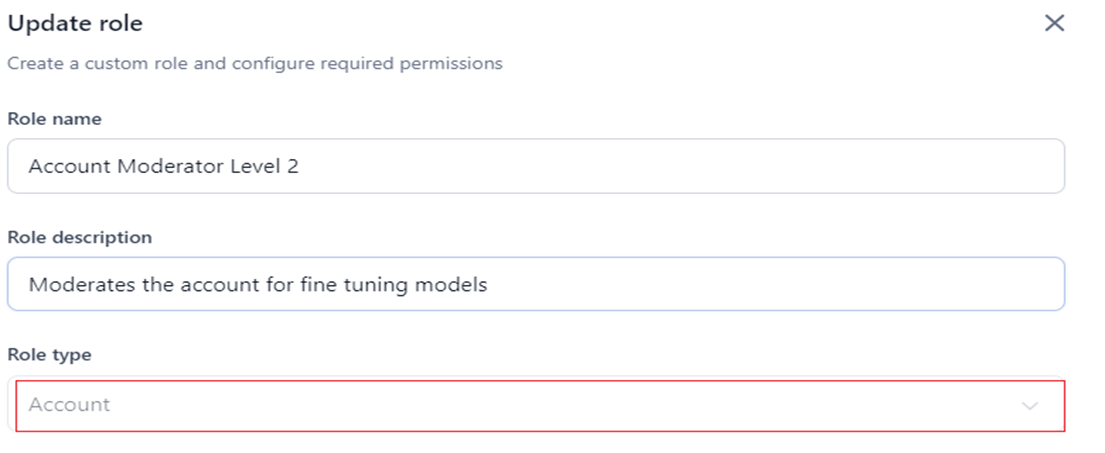 Update role
Create a custom role and configure required permissions
Role name
Account Moderator Level 2
Role description
Moderates the account for fine tuning models
Role type
Account